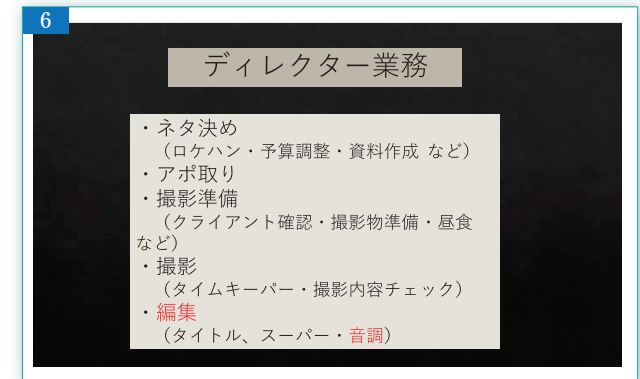 6
ディレクター業務
・ネタ決め
（ロケハン・予算調整・資料作成 など）
・アポ取り
・撮影準備
（クライアント確認・撮影物準備・昼食
など）
・撮影
（タイムキーパー・撮影内容チェック）
・編集
（タイトル、スーパー・音調）